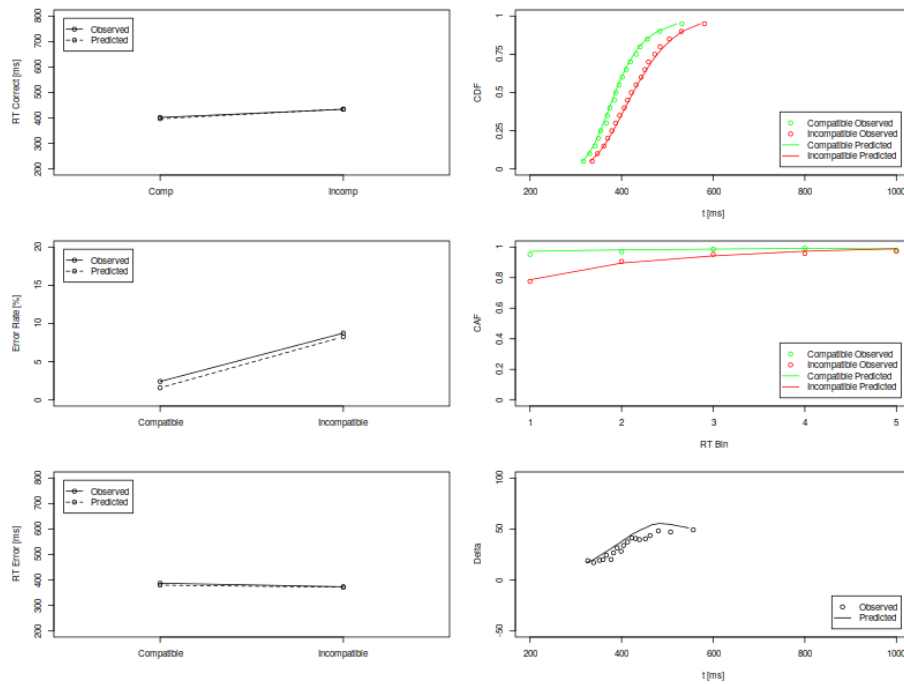 RT Correct [ms]
800
700
600
500
400
300
200
Observed
Predicted
Comp
Incomp
CDF
1
0.75
0.5
0.25
0
Compatible Observed
Incompatible Observed
Compatible Predicted
Incompatible Predicted
200
400
600
800
1000
t [ms]
Error Rate [%]
20
15
10
5
0
Observed
Predicted
Compatible
Incompatible
CAF
1
0.8
0.6
0.4
0.2
0
Compatible Observed
Incompatible Observed
Compatible Predicted
Incompatible Predicted
1
2
3
4
5
RT Bin
RT Error [ms]
800
700
600
500
400
300
200
Observed
Predicted
Compatible
Incompatible
Delta
100
50
0
-50
Observed
Predicted
200
400
600
800
1000
t [ms]